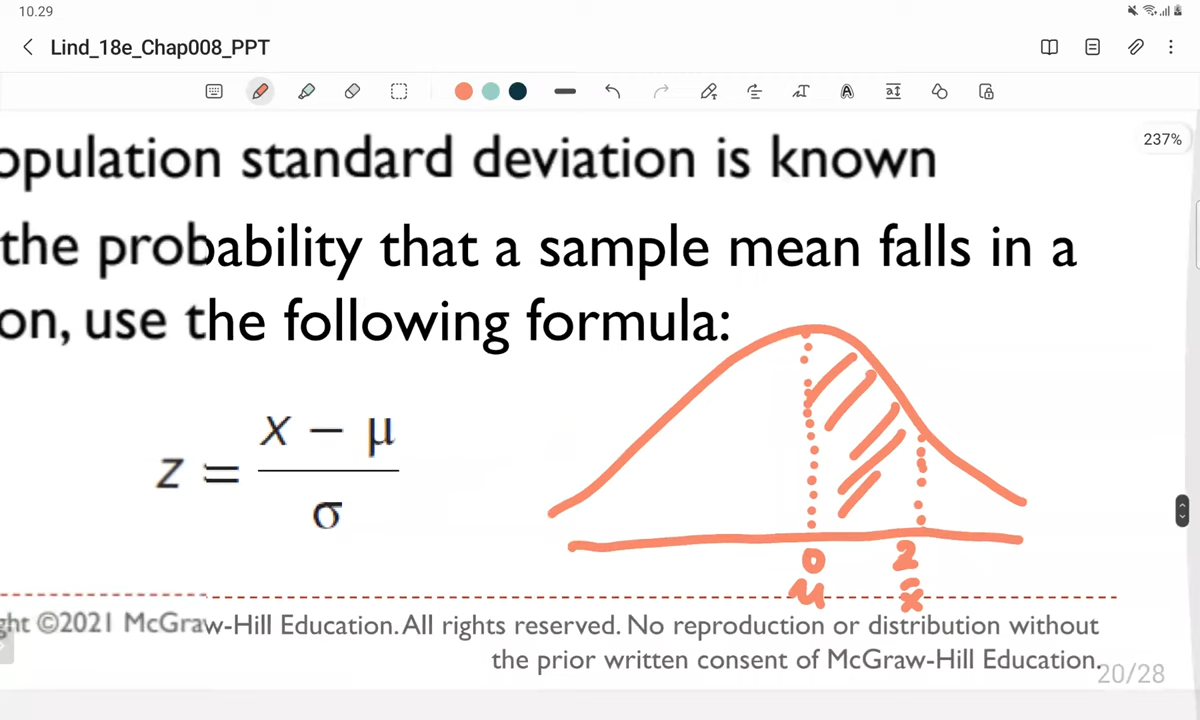 10.29
Lind_18e_Chap008_PPT
237%
opulation standard deviation is known
the probability that a sample mean falls in a
on, use the following formula:
z = x − μ / σ
0 2
μ x̄
ght ©2021 McGraw-Hill Education. All rights reserved. No reproduction or distribution without
the prior written consent of McGraw-Hill Education.
20/28